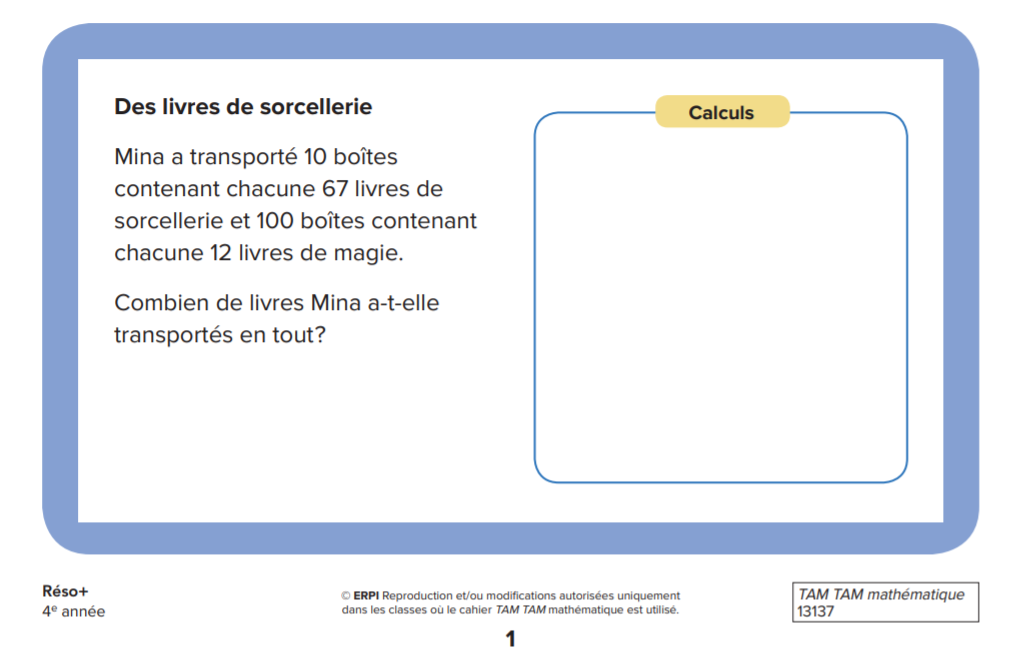 Des livres de sorcellerie
Mina a transporté 10 boîtes
contenant chacune 67 livres de
sorcellerie et 100 boîtes contenant
chacune 12 livres de magie.
Combien de livres Mina a-t-elle
transportés en tout?
Calculs
Réso+
4e année
© ERPI Reproduction et/ou modifications autorisées uniquement
dans les classes où le cahier TAM TAM mathématique est utilisé.
TAM TAM mathématique
13137
1